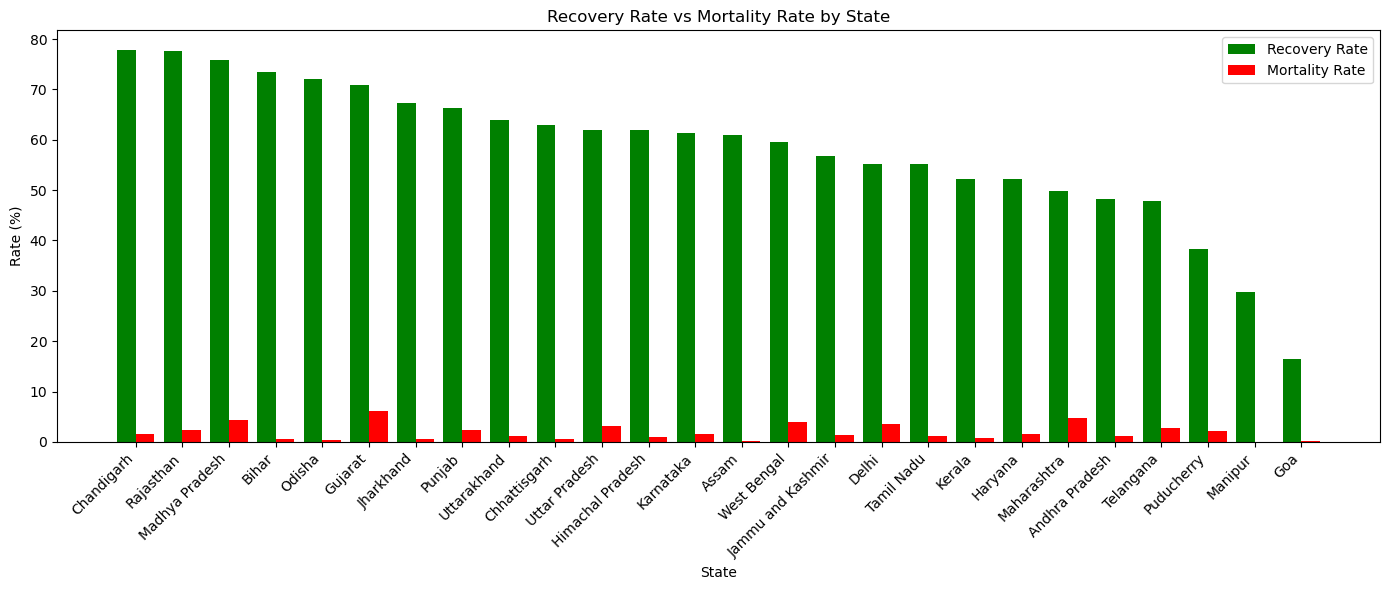 Recovery Rate vs Mortality Rate by State
Recovery Rate
Mortality Rate
Rate (%)
80
70
60
50
40
30
20
10
0
Chandigarh
Rajasthan
Madhya Pradesh
Bihar
Odisha
Gujarat
Jharkhand
Punjab
Uttarakhand
Chhattisgarh
Uttar Pradesh
Himachal Pradesh
Karnataka
Assam
West Bengal
Jammu and Kashmir
Delhi
Tamil Nadu
Kerala
Haryana
Maharashtra
Andhra Pradesh
Telangana
Puducherry
Manipur
Goa
State